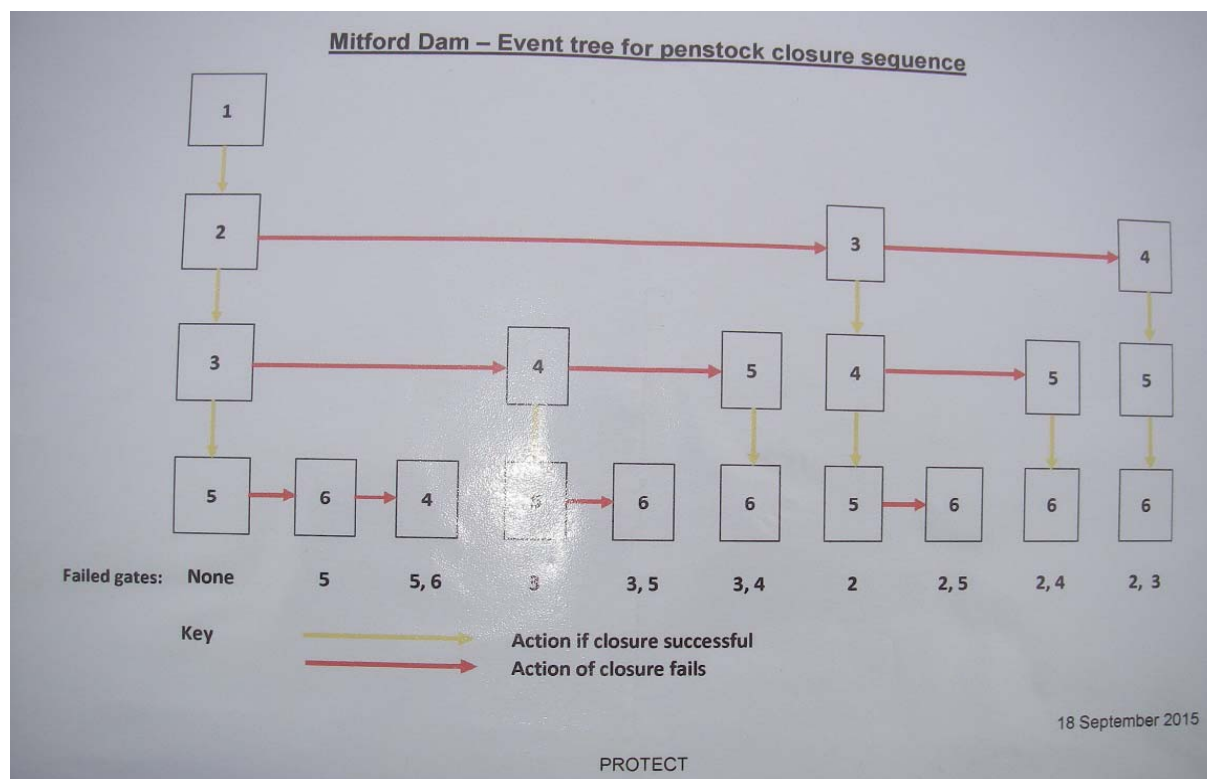 Mitford Dam – Event tree for penstock closure sequence
1
2 3 4
3 4 5 4 5 5
5 6 4 5 6 6 5 6 6 6
Failed gates: None 5 5, 6 3 3, 5 3, 4 2 2, 5 2, 4 2, 3
Key
Action if closure successful
Action of closure fails
18 September 2015
PROTECT